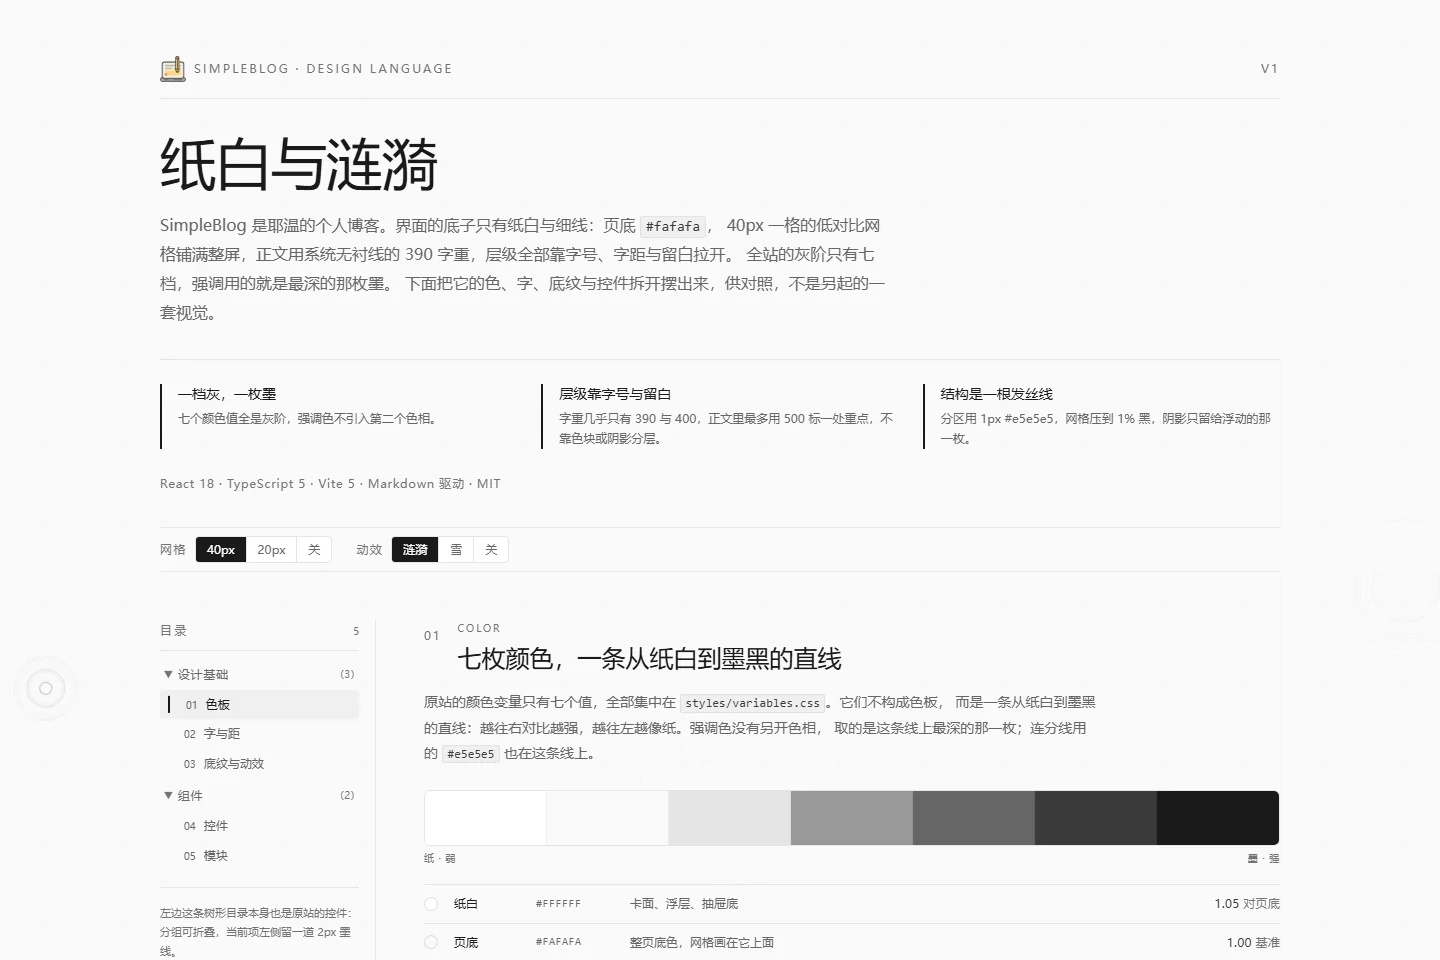 SIMPLEBLOG · DESIGN LANGUAGE
V1
纸白与涟漪
SimpleBlog 是耶温的个人博客。界面的底子只有纸白与细线：页底 #fafafa， 40px 一格的低对比网
格铺满整屏，正文用系统无衬线的 390 字重，层级全部靠字号、字距与留白拉开。 全站的灰阶只有七
档，强调用的就是最深的那枚墨。 下面把它的色、字、底纹与控件拆开摆出来，供对照，不是另起的一
套视觉。
一档灰，一枚墨
七个颜色值全是灰阶，强调色不引入第二个色相。
层级靠字号与留白
字重几乎只有 390 与 400，正文里最多用 500 标一处重点，不
靠色块或阴影分层。
结构是一根发丝线
分区用 1px #e5e5e5，网格压到 1% 黑，阴影只留给浮动的那
一枚。
React 18 · TypeScript 5 · Vite 5 · Markdown 驱动 · MIT
网格 40px 20px 关 动效 涟漪 雪 关
目录 5
▼ 设计基础 (3)
01 色板
02 字与距
03 底纹与动效
▼ 组件 (2)
04 控件
05 模块
左边这条树形目录本身也是原站的控件：
分组可折叠，当前项左侧留一道 2px 墨
线。
01
COLOR
七枚颜色，一条从纸白到墨黑的直线
原站的颜色变量只有七个值，全部集中在 styles/variables.css。它们不构成色板， 而是一条从纸白到墨黑
的直线：越往右对比越强，越往左越像纸。强调色没有另开色相， 取的是这条线上最深的那一枚；连分线用
的 #e5e5e5 也在这条线上。
纸 · 弱
墨 · 强
纸白 #FFFFFF 卡面、浮层、抽屉底 1.05 对页底
页底 #FAFAFA 整页底色，网格画在它上面 1.00 基准